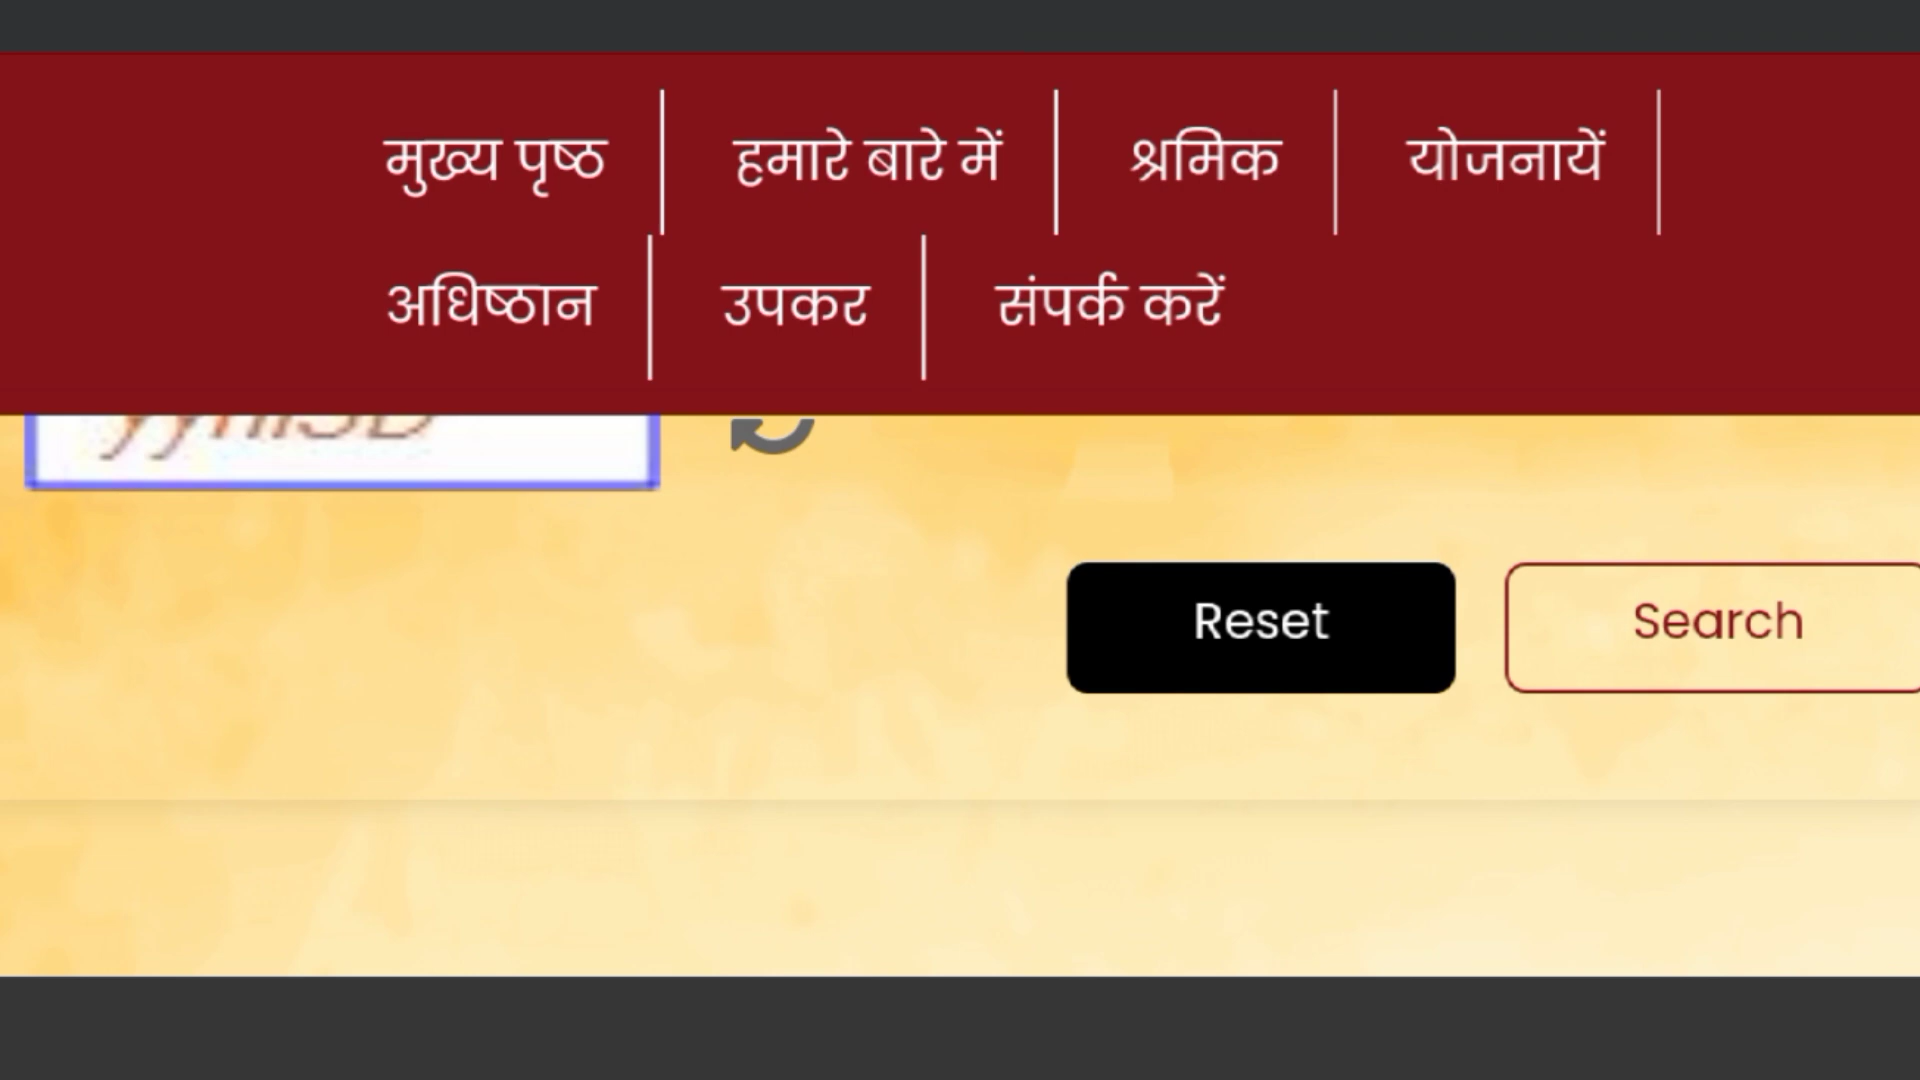 मुख्य पृष्ठ हमारे बारे में श्रमिक योजनायें
अधिष्ठान उपकर संपर्क करें
Reset Search